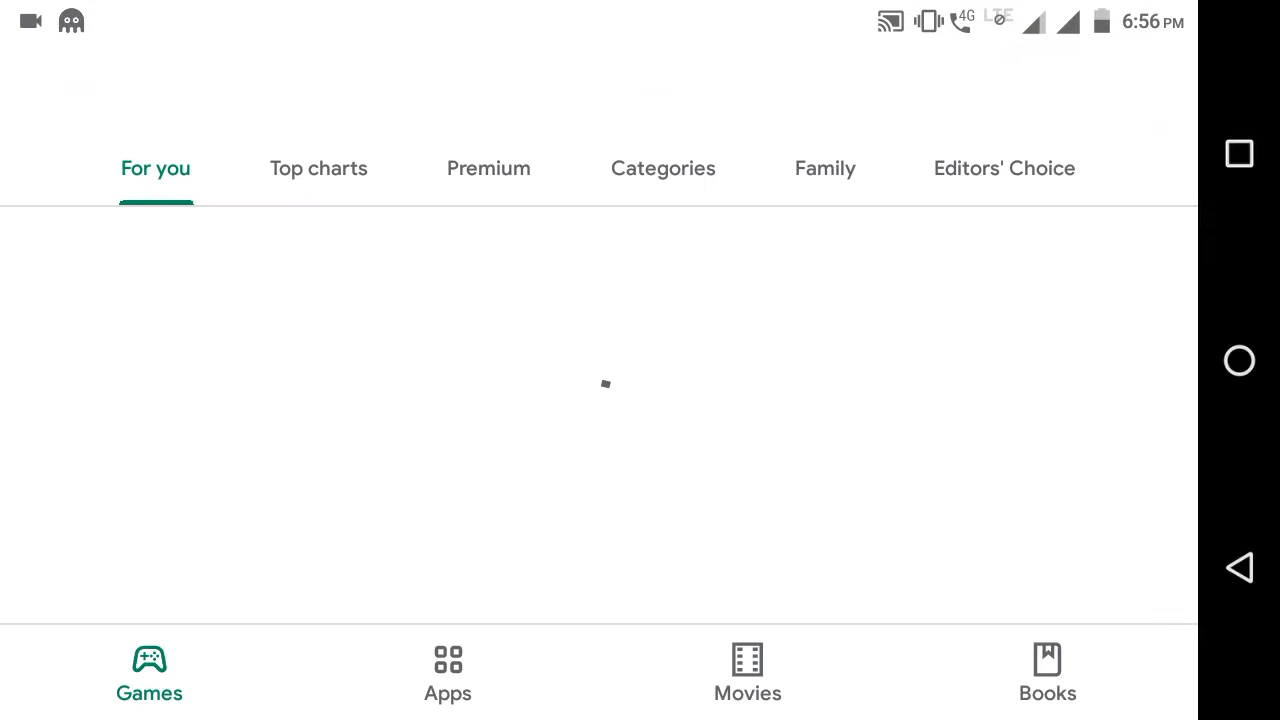 4G LTE 6:56 PM
For you Top charts Premium Categories Family Editors' Choice
Games Apps Movies Books